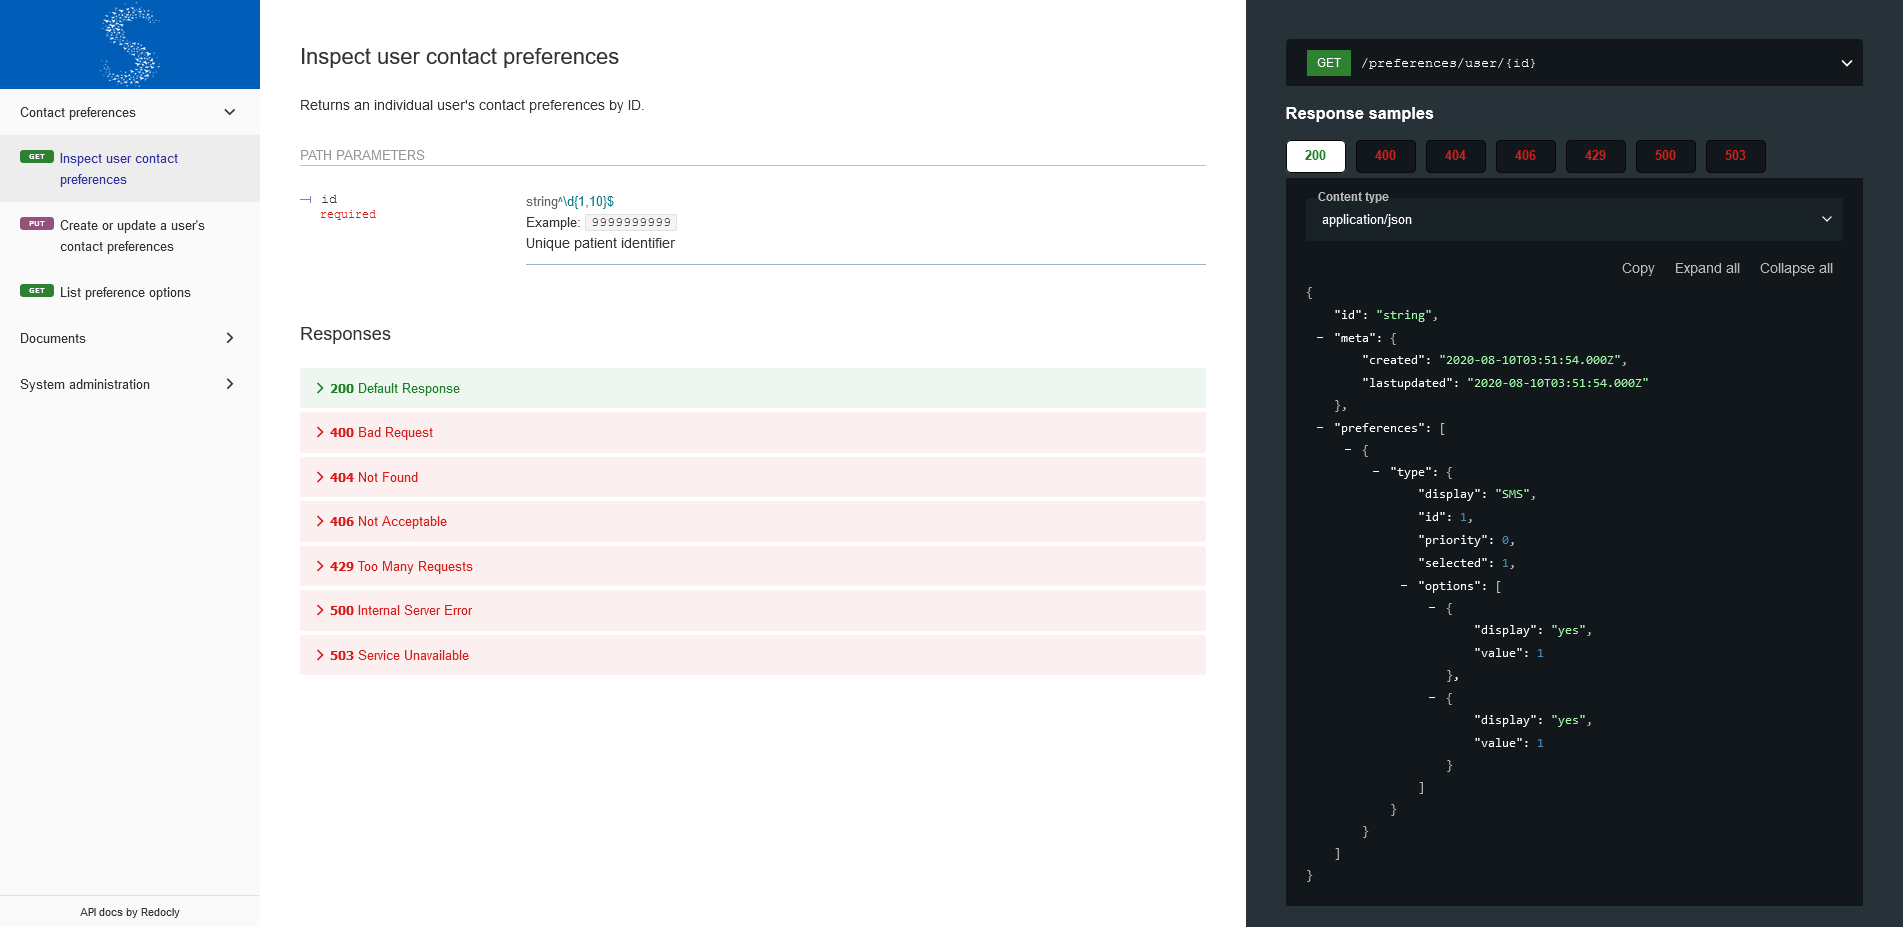 Contact preferences
GET Inspect user contact
preferences
PUT Create or update a user's
contact preferences
GET List preference options
Documents
System administration
API docs by Redocly
Inspect user contact preferences
Returns an individual user's contact preferences by ID.
PATH PARAMETERS
id
required
string^\d{1,10}$
Example: 9999999999
Unique patient identifier
Responses
200 Default Response
400 Bad Request
404 Not Found
406 Not Acceptable
429 Too Many Requests
500 Internal Server Error
503 Service Unavailable
GET /preferences/user/{id}
Response samples
200 400 404 406 429 500 503
Content type
application/json
Copy Expand all Collapse all
{
"id": "string",
- "meta": {
"created": "2020-08-10T03:51:54.000Z",
"lastupdated": "2020-08-10T03:51:54.000Z"
},
- "preferences": [
- {
- "type": {
"display": "SMS",
"id": 1,
"priority": 0,
"selected": 1,
- "options": [
- {
"display": "yes",
"value": 1
},
- {
"display": "yes",
"value": 1
}
]
}
}
]
}